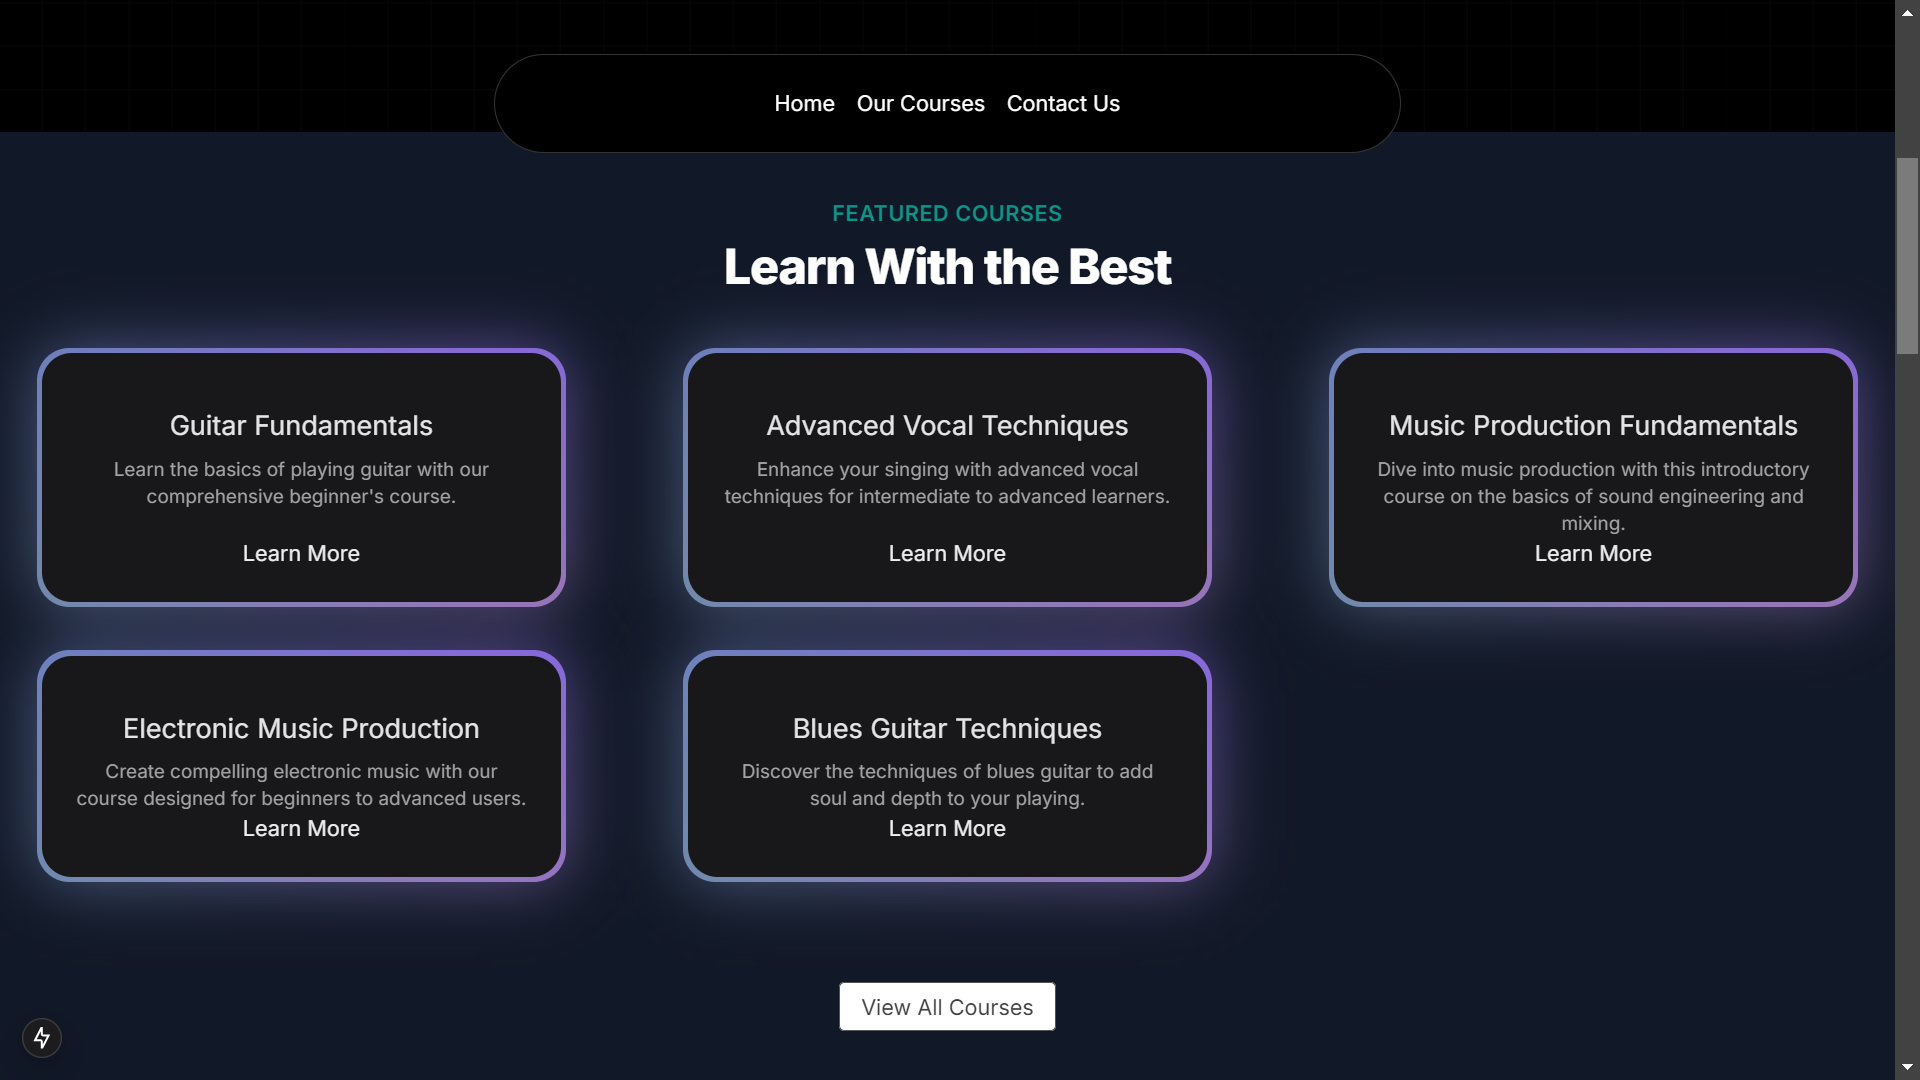 Home Our Courses Contact Us
FEATURED COURSES
Learn With the Best
Guitar Fundamentals
Learn the basics of playing guitar with our
comprehensive beginner's course.
Learn More
Advanced Vocal Techniques
Enhance your singing with advanced vocal
techniques for intermediate to advanced learners.
Learn More
Music Production Fundamentals
Dive into music production with this introductory
course on the basics of sound engineering and
mixing.
Learn More
Electronic Music Production
Create compelling electronic music with our
course designed for beginners to advanced users.
Learn More
Blues Guitar Techniques
Discover the techniques of blues guitar to add
soul and depth to your playing.
Learn More
View All Courses